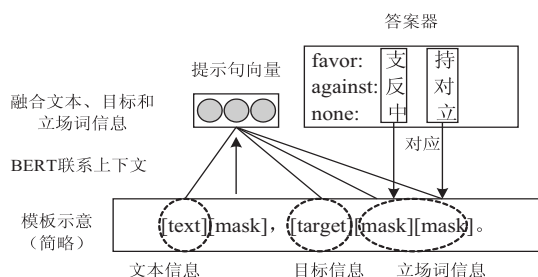 答案器
favor: 支 持
against: 反 对
none: 中 立
提示句向量
融合文本、目标和
立场词信息
对应
BERT联系上下文
模板示意
（简略）
[text][mask]，[target][mask][mask]。
文本信息
目标信息
立场词信息